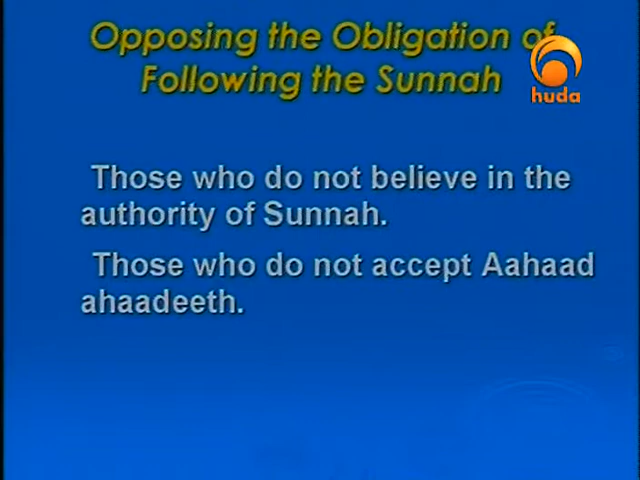 Opposing the Obligation of
Following the Sunnah
huda
Those who do not believe in the
authority of Sunnah.
Those who do not accept Aahaad
ahaadeeth.